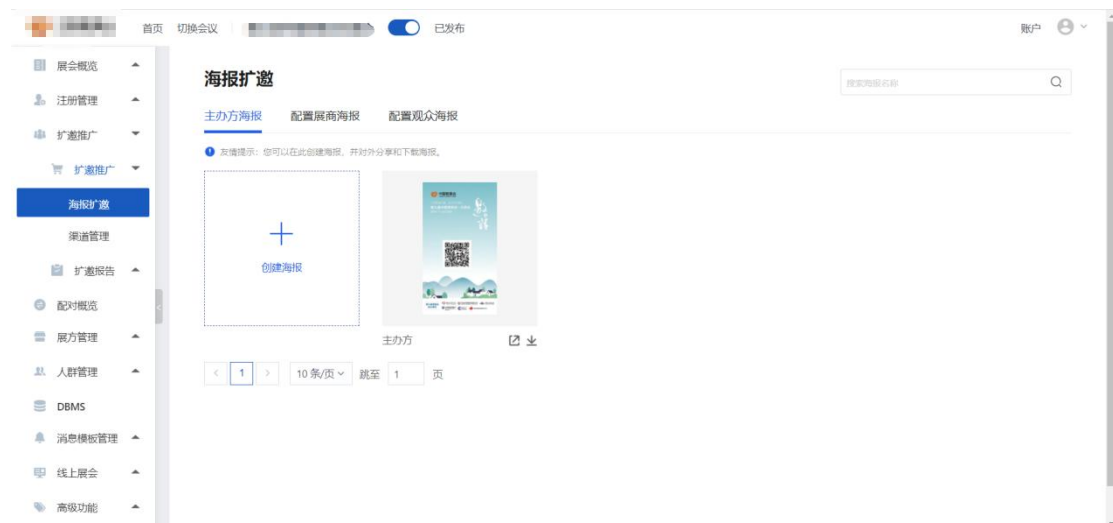 首页 切换会议 已发布 账户
展会概览
注册管理
扩邀推广
扩邀推广
海报扩邀
渠道管理
扩邀报告
配对概览
展方管理
人群管理
DBMS
消息模板管理
线上展会
高级功能
海报扩邀
搜索海报名称
主办方海报 配置展商海报 配置观众海报
友情提示：您可以在此创建海报，并对外分享和下载海报。
创建海报
主办方
1 10 条/页 跳至 1 页